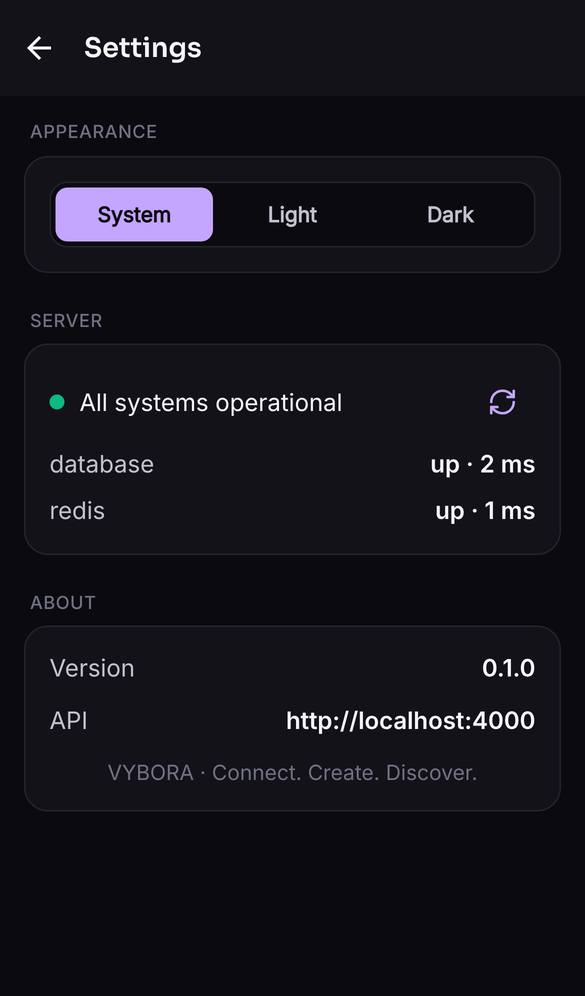 Settings
APPEARANCE
System Light Dark
SERVER
All systems operational
database up · 2 ms
redis up · 1 ms
ABOUT
Version 0.1.0
API http://localhost:4000
VYBORA · Connect. Create. Discover.